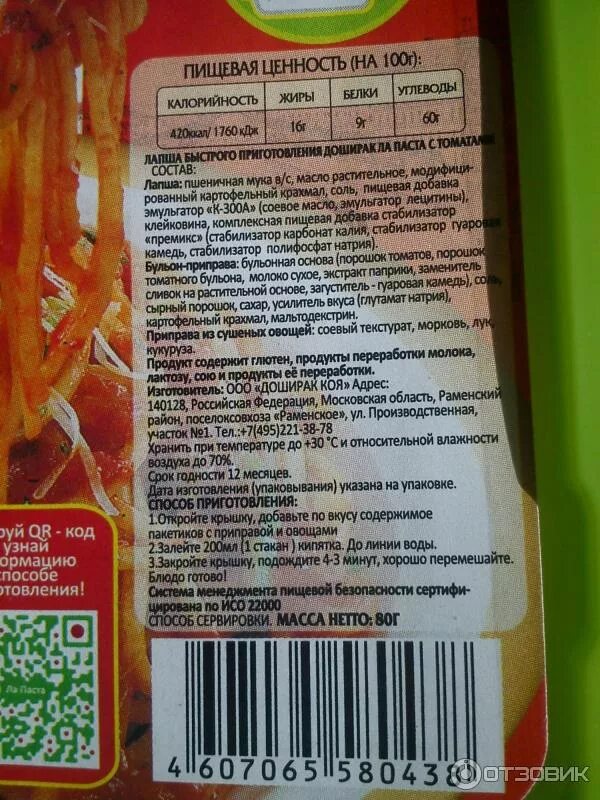 ПИЩЕВАЯ ЦЕННОСТЬ (НА 100г):
КАЛОРИЙНОСТЬ ЖИРЫ БЕЛКИ УГЛЕВОДЫ
420ккал/ 1760 кДж 16г 9г 60г
ЛАПША БЫСТРОГО ПРИГОТОВЛЕНИЯ ДОШИРАК ЛА ПАСТА С ТОМАТАМИ
СОСТАВ:
Лапша: пшеничная мука в/с, масло растительное, модифици-
рованный картофельный крахмал, соль, пищевая добавка
эмульгатор «К-300А» (соевое масло, эмульгатор лецитины),
клейковина, комплексная пищевая добавка стабилизатор
«премикс» (стабилизатор карбонат калия, стабилизатор гуаровая
камедь, стабилизатор полифосфат натрия).
Бульон-приправа: бульонная основа (порошок томатов, порошок
томатного бульона, молоко сухое, экстракт паприки, заменитель
сливок на растительной основе, загуститель - гуаровая камедь), соль,
сырный порошок, сахар, усилитель вкуса (глутамат натрия),
картофельный крахмал, мальтодекстрин.
Приправа из сушеных овощей: соевый текстурат, морковь, лук,
кукуруза.
Продукт содержит глютен, продукты переработки молока,
лактозу, сою и продукты её переработки.
Изготовитель: ООО «ДОШИРАК КОЯ» Адрес:
140128, Российская Федерация, Московская область, Раменский
район, поселоксовхоза «Раменское», ул. Производственная,
участок №1. Тел.:+7(495)221-38-78
Хранить при температуре до +30 °С и относительной влажности
воздуха до 70%.
Срок годности 12 месяцев.
Дата изготовления (упаковывания) указана на упаковке.
СПОСОБ ПРИГОТОВЛЕНИЯ:
1.Откройте крышку, добавьте по вкусу содержимое
пакетиков с приправой и овощами
2.Залейте 200мл (1 стакан ) кипятка. До линии воды.
3.Закройте крышку, подождите 4-3 минут, хорошо перемешайте.
Блюдо готово!
Система менеджмента пищевой безопасности сертифи-
цирована по ИСО 22000
СПОСОБ СЕРВИРОВКИ. МАССА НЕТТО: 80Г
руй QR - код
узнай
ормацию
способе
отовления!
Ла Паста
4 607065 580438
ОТЗОВИК